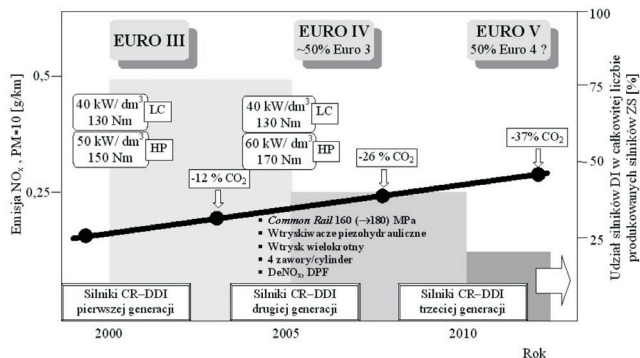 EURO III
EURO IV
~50% Euro 3
EURO V
50% Euro 4 ?
100
75
50
25
0,5
0,25
Emisja NOx , PM*10 [g/km]
Udział silników DI w całkowitej liczbie
produkowanych silników ZS [%]
40 kW/dm³
130 Nm
LC
50 kW/dm³
150 Nm
HP
40 kW/dm³
130 Nm
LC
60 kW/dm³
170 Nm
HP
-12 % CO2
-26 % CO2
-37% CO2
▪ Common Rail 160 (→180) MPa
▪ Wtryskiwacze piezohydrauliczne
▪ Wtrysk wielokrotny
▪ 4 zawory/cylinder
▪ DeNOx, DPF
Silniki CR–DDI
pierwszej generacji
Silniki CR–DDI
drugiej generacji
Silniki CR–DDI
trzeciej generacji
2000
2005
2010
Rok